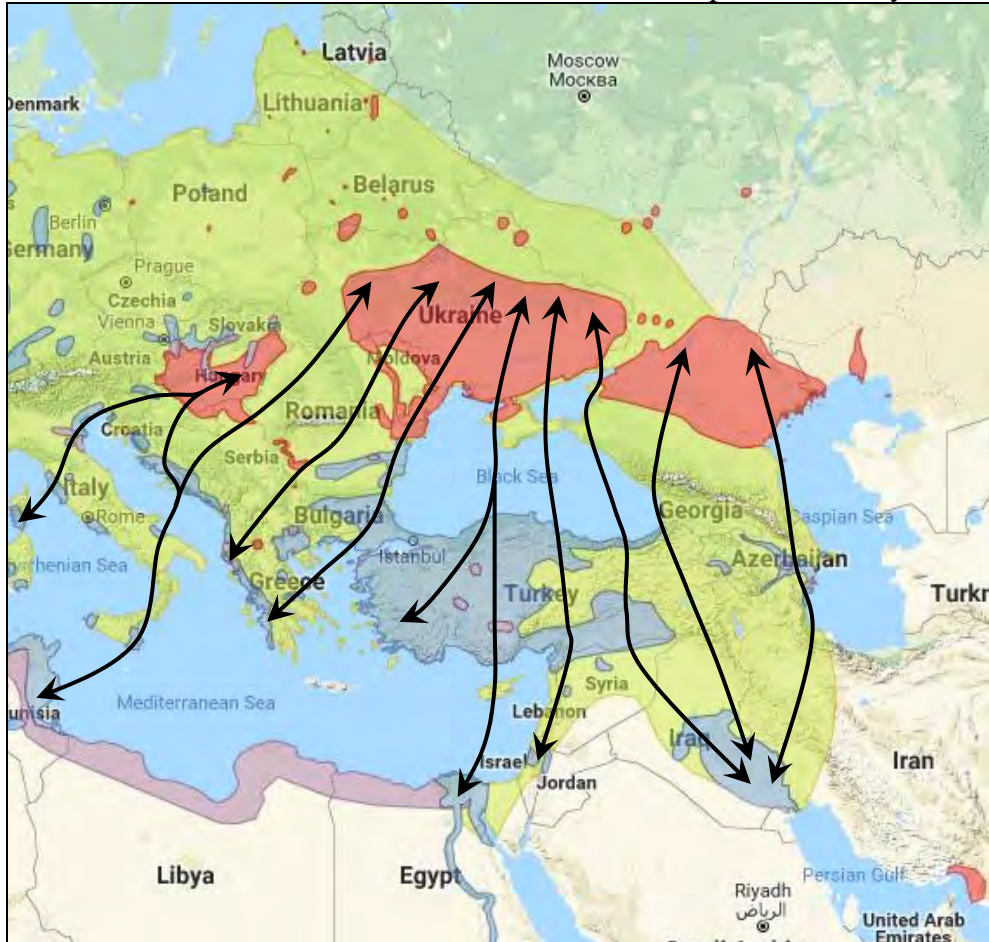 Latvia
Moscow
Москва
Denmark
Lithuania
Poland
Belarus
Berlin
Germany
Prague
Czechia
Vienna
Slovakia
Ukraine
Austria
Moldova
Hungary
Romania
Croatia
Serbia
Black Sea
Italy
Rome
Bulgaria
Georgia
Caspian Sea
Istanbul
Azerbaijan
rrhenian Sea
Greece
Turkey
Turkm
Syria
Mediterranean Sea
Lebanon
unisia
Iraq
Israel
Iran
Jordan
Libya
Egypt
Persian Gulf
Riyadh
الرياض
United Arab
Emirates